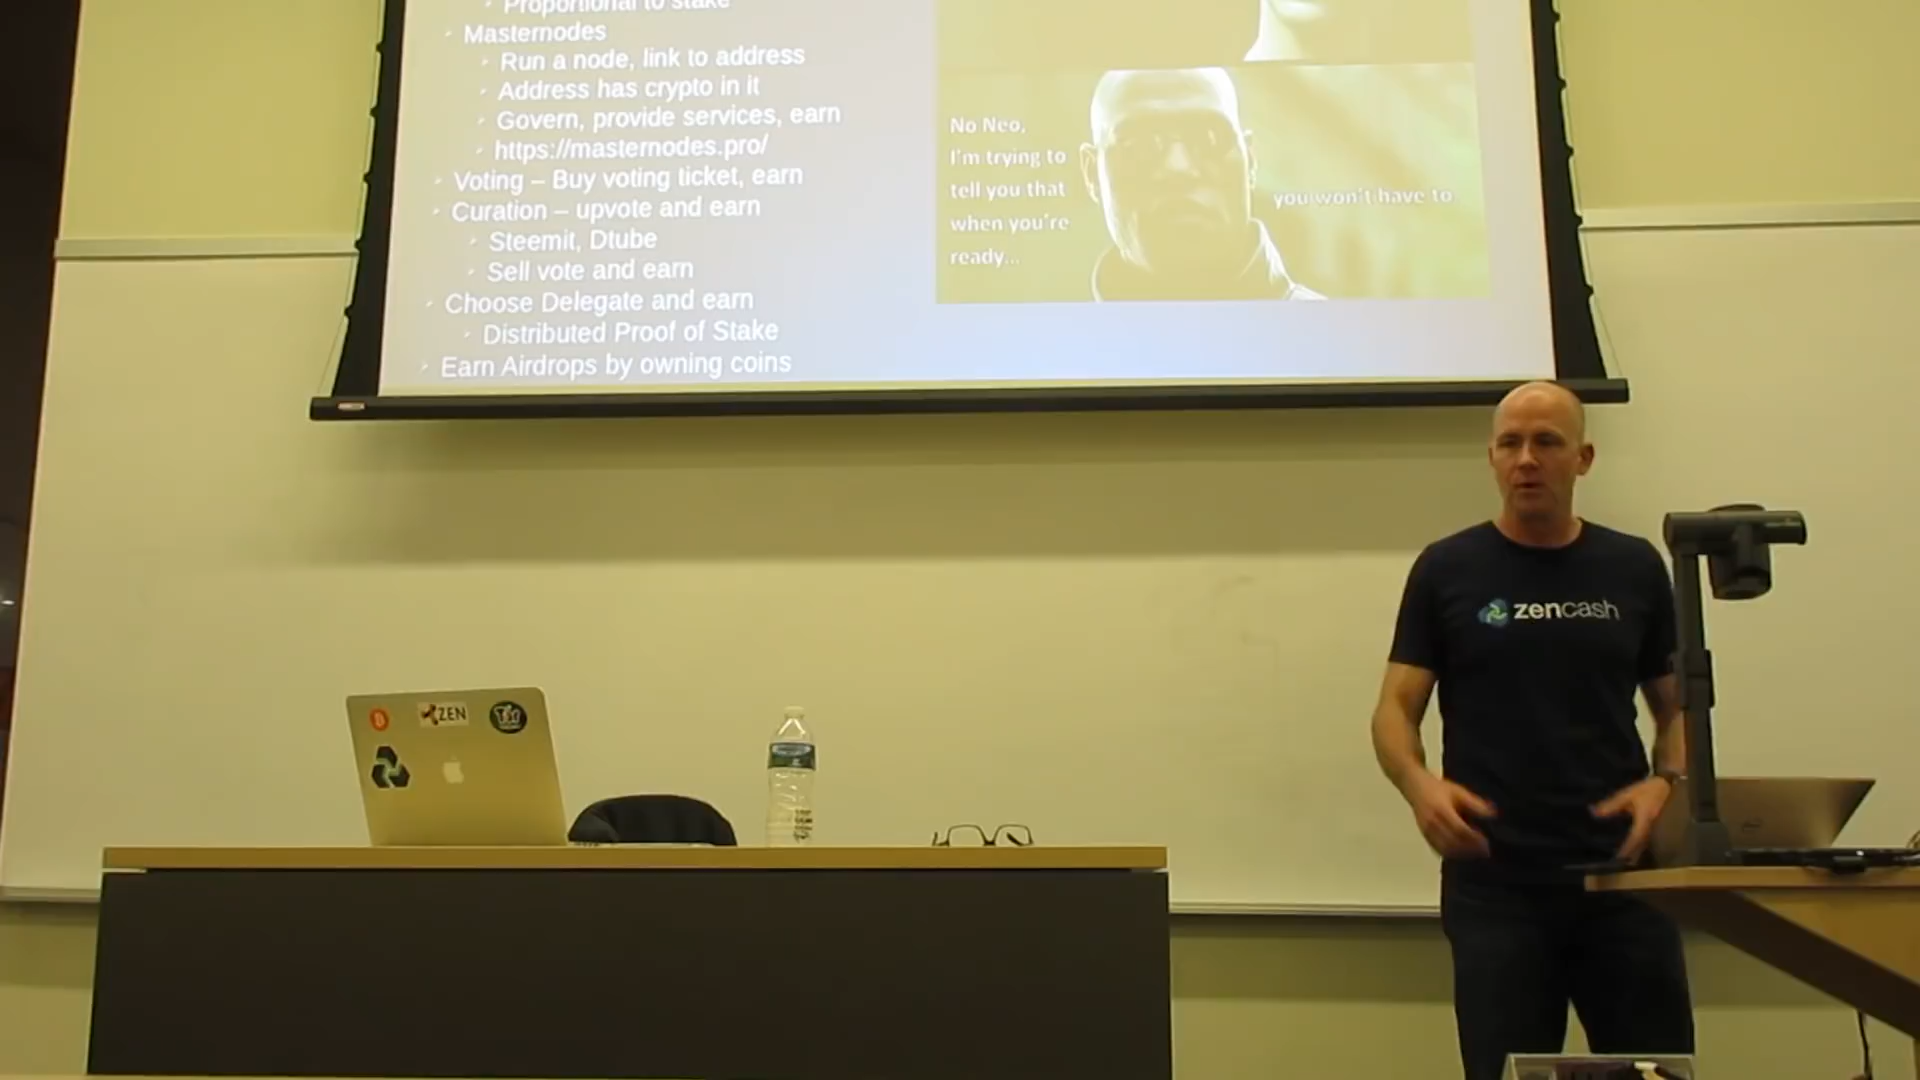 Proportional to stake
Masternodes
Run a node, link to address
Address has crypto in it
Govern, provide services, earn
https://masternodes.pro/
Voting – Buy voting ticket, earn
Curation – upvote and earn
Steemit, Dtube
Sell vote and earn
Choose Delegate and earn
Distributed Proof of Stake
Earn Airdrops by owning coins
No Neo,
I'm trying to
tell you that
when you're
ready...
you won't have to
zencash
ZEN